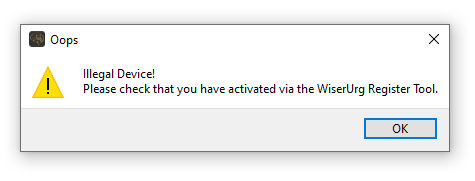 Oops
Illegal Device!
Please check that you have activated via the WiserUrg Register Tool.
OK